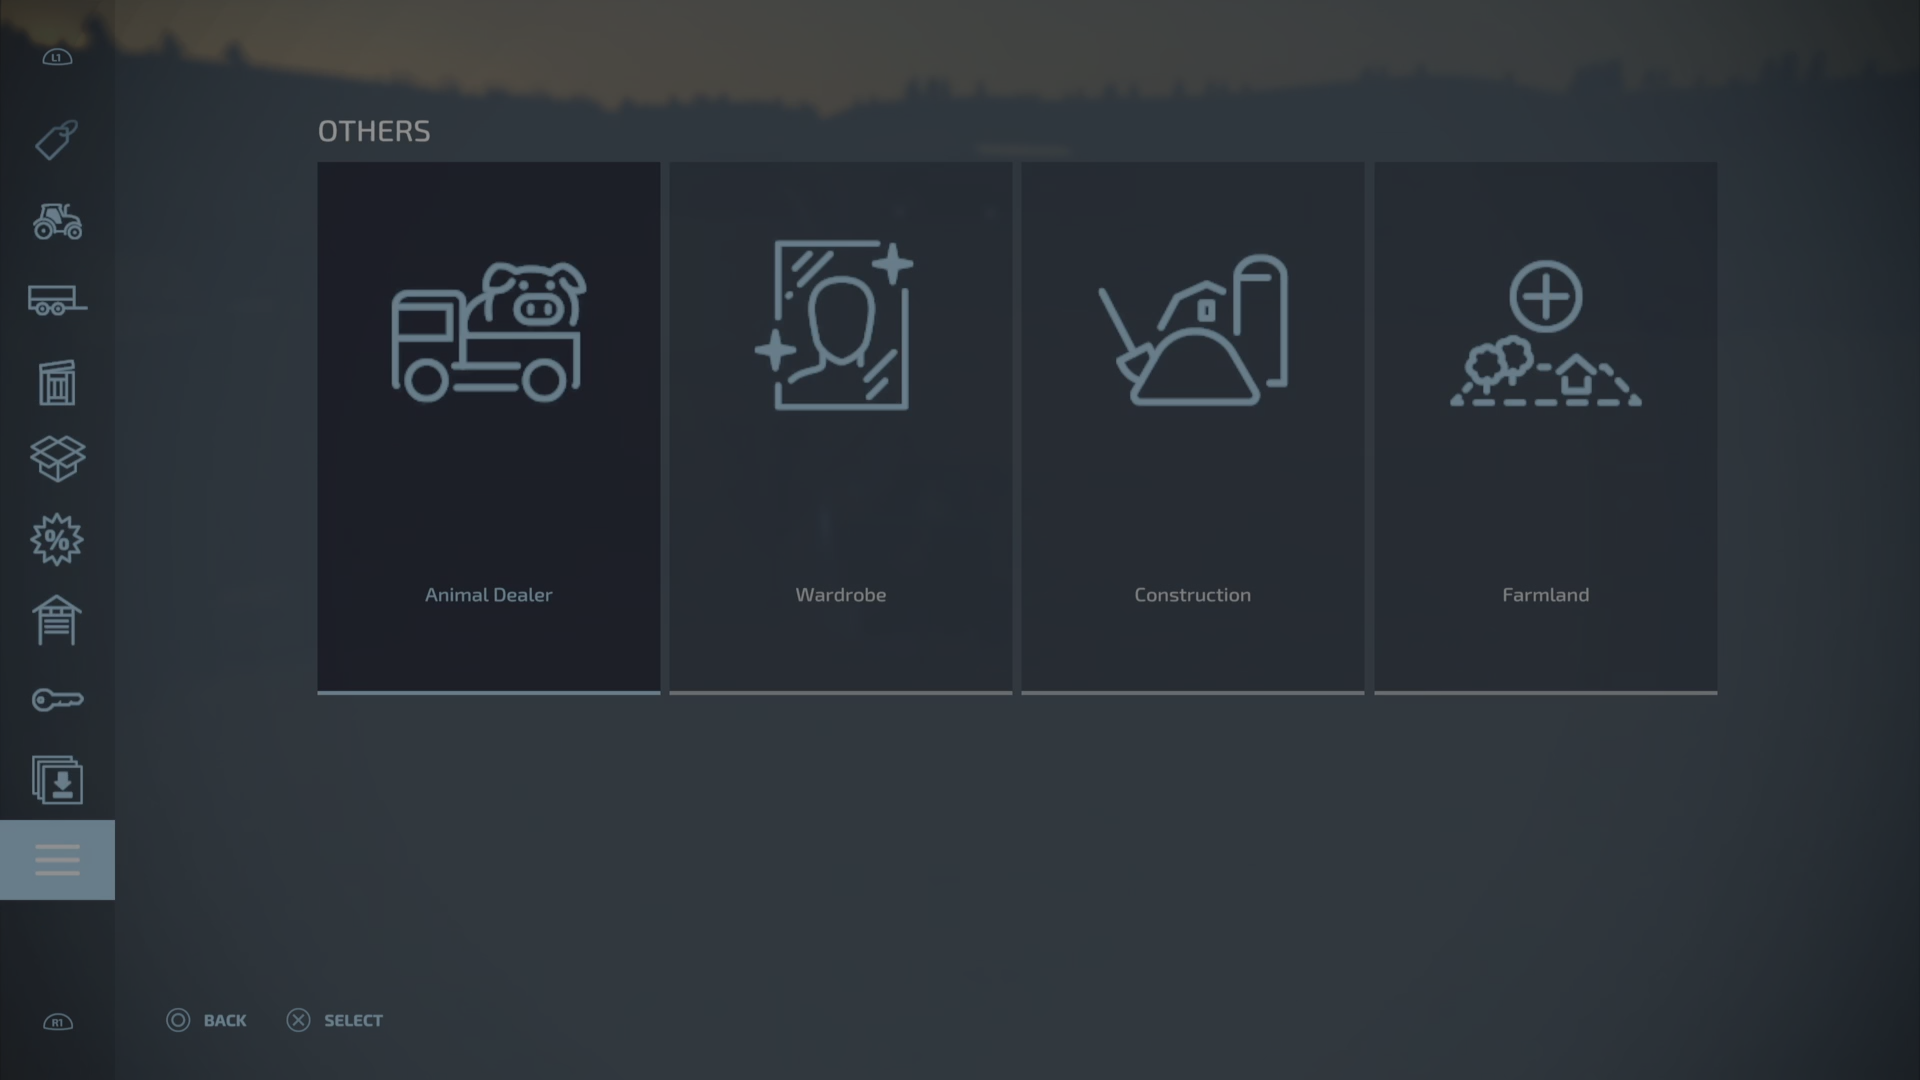 L1
OTHERS
%
Animal Dealer
Wardrobe
Construction
Farmland
R1
BACK
SELECT